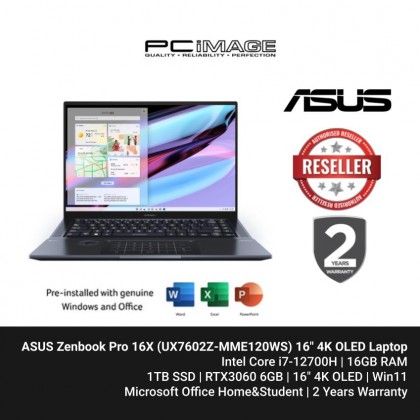 PC iMAGE
QUALITY • RELIABILITY • PERFECTION
ASUS
AUTHORISED RESELLER
RESELLER
2
YEARS
WARRANTY
Pre-installed with genuine
Windows and Office
Word
Excel
PowerPoint
ASUS Zenbook Pro 16X (UX7602Z-MME120WS) 16" 4K OLED Laptop
Intel Core i7-12700H | 16GB RAM
1TB SSD | RTX3060 6GB | 16" 4K OLED | Win11
Microsoft Office Home&Student | 2 Years Warranty